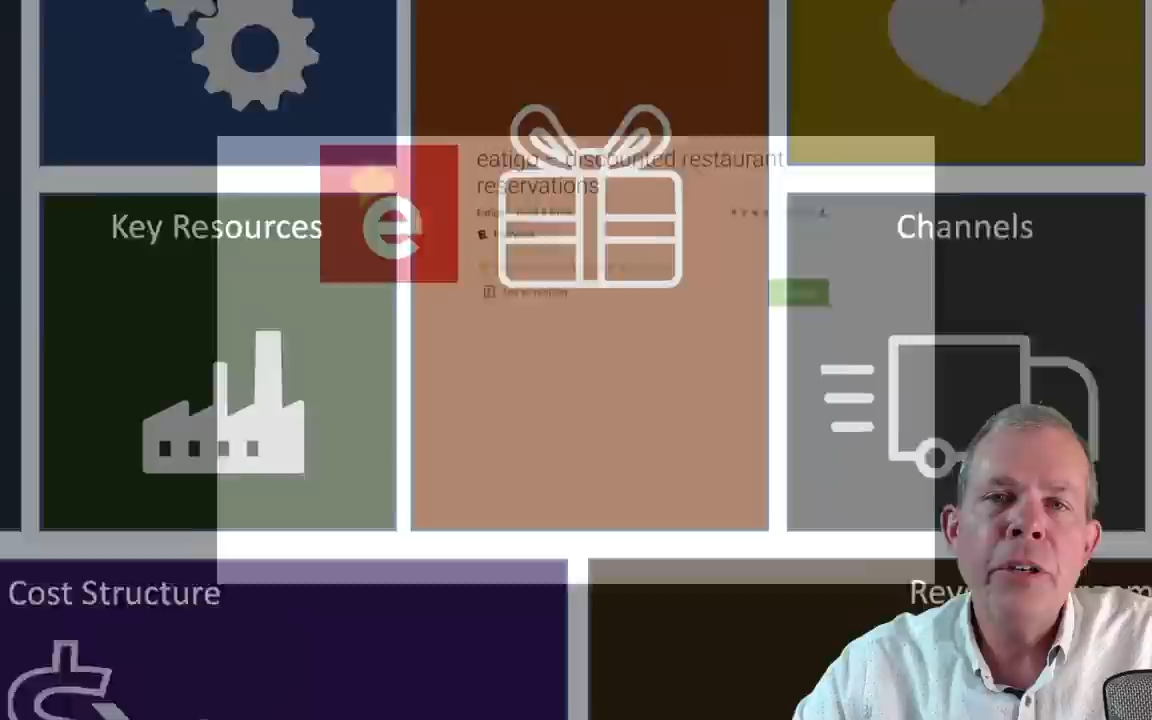 eatigo – discounted restaurant
reservations
Key Resources
e
Channels
Cost Structure